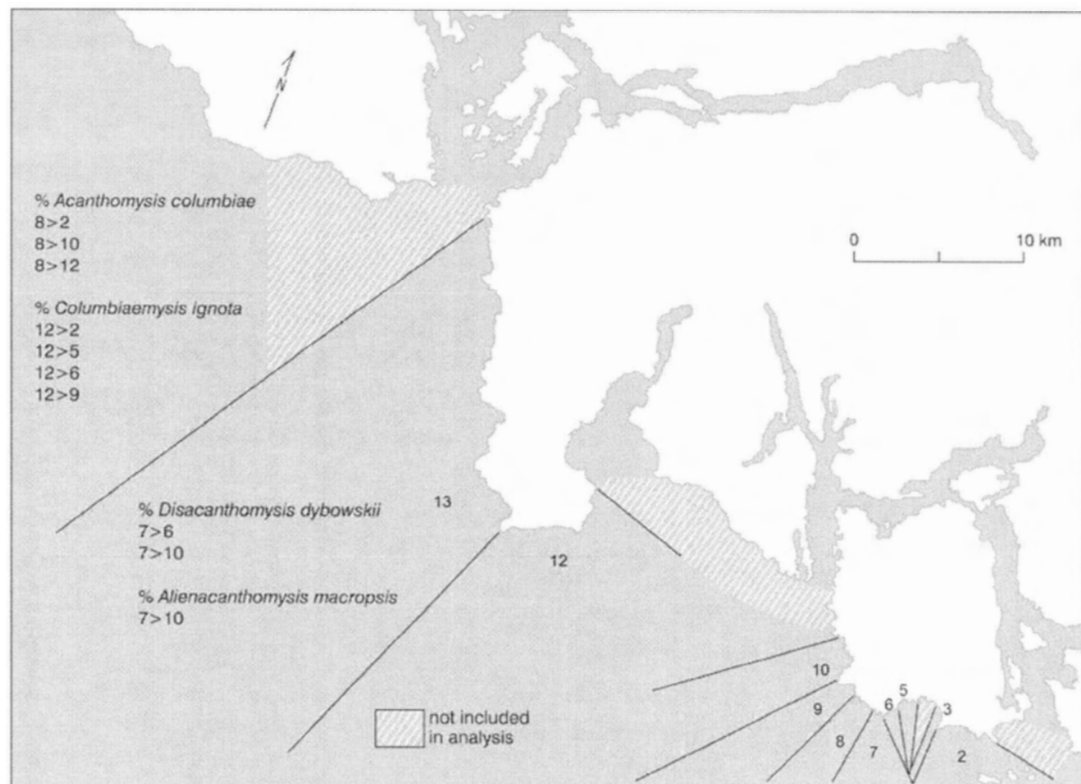 N
% Acanthomysis columbiae
8>2
8>10
8>12
0 10 km
% Columbiaemysis ignota
12>2
12>5
12>6
12>9
13
% Disacanthomysis dybowskii
7>6
7>10
12
% Alienacanthomysis macropsis
7>10
10
9
8
7
6
5
3
2
not included
in analysis